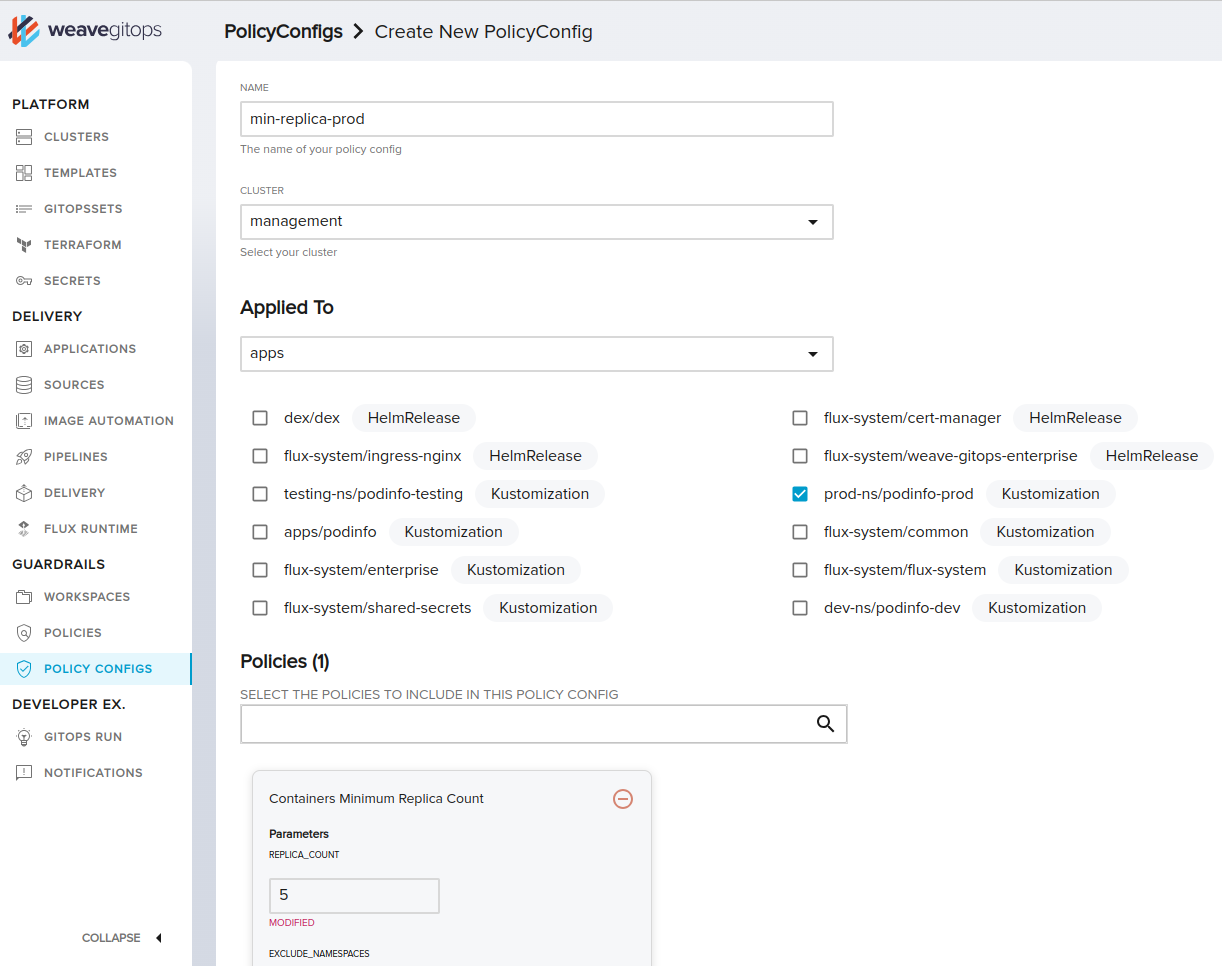 weavegitops
PolicyConfigs > Create New PolicyConfig
PLATFORM
CLUSTERS
TEMPLATES
GITOPSSETS
TERRAFORM
SECRETS
DELIVERY
APPLICATIONS
SOURCES
IMAGE AUTOMATION
PIPELINES
DELIVERY
FLUX RUNTIME
GUARDRAILS
WORKSPACES
POLICIES
POLICY CONFIGS
DEVELOPER EX.
GITOPS RUN
NOTIFICATIONS
COLLAPSE
NAME
min-replica-prod
The name of your policy config
CLUSTER
management
Select your cluster
Applied To
apps
dex/dex HelmRelease
flux-system/cert-manager HelmRelease
flux-system/ingress-nginx HelmRelease
flux-system/weave-gitops-enterprise HelmRelease
testing-ns/podinfo-testing Kustomization
prod-ns/podinfo-prod Kustomization
apps/podinfo Kustomization
flux-system/common Kustomization
flux-system/enterprise Kustomization
flux-system/flux-system Kustomization
flux-system/shared-secrets Kustomization
dev-ns/podinfo-dev Kustomization
Policies (1)
SELECT THE POLICIES TO INCLUDE IN THIS POLICY CONFIG
Containers Minimum Replica Count
Parameters
REPLICA_COUNT
5
MODIFIED
EXCLUDE_NAMESPACES